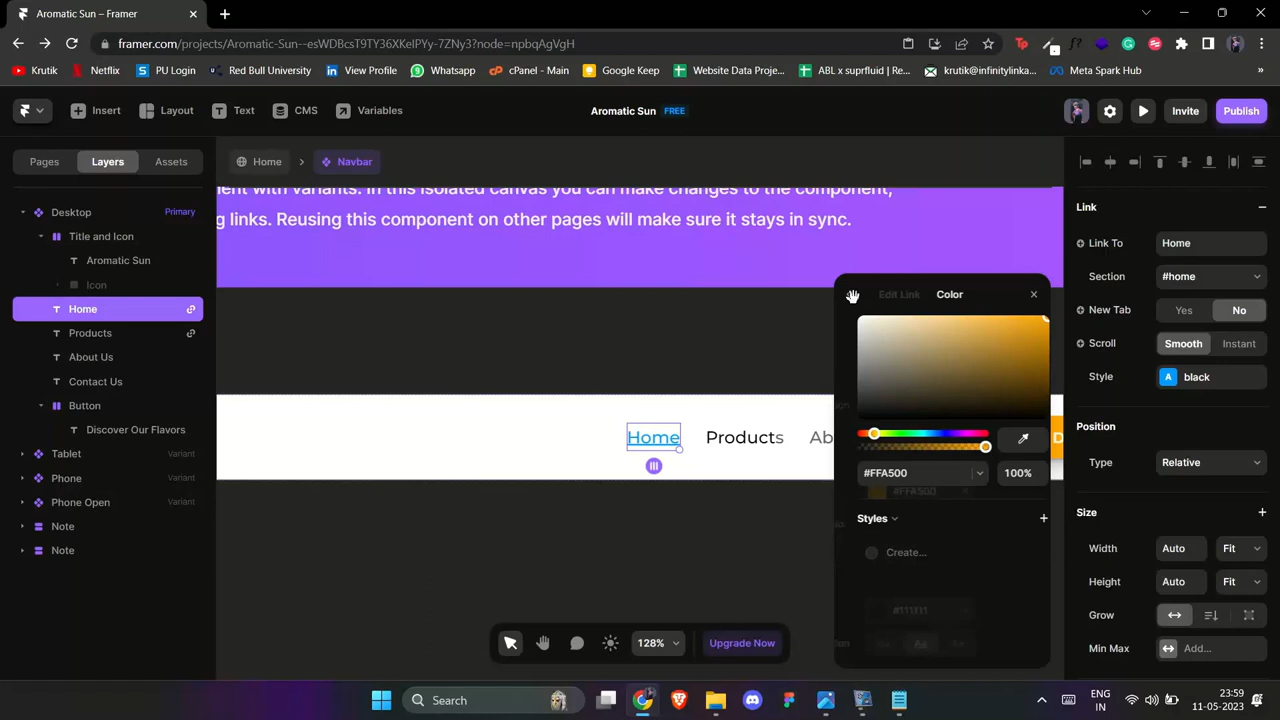 Aromatic Sun – Framer
framer.com/projects/Aromatic-Sun--esWDBcsT9TY36XKeIPYy-7ZNy3?node=npbqAgVgH
Krutik Netflix PU Login Red Bull University View Profile Whatsapp cPanel - Main Google Keep Website Data Proje... ABL x suprfluid | Re... krutik@infinitylinka... Meta Spark Hub »
Insert Layout Text CMS Variables Aromatic Sun FREE Invite Publish
Pages Layers Assets Home Navbar
ent with variants. In this isolated canvas you can make changes to the component,
g links. Reusing this component on other pages will make sure it stays in sync.
Desktop Primary
Title and Icon
Aromatic Sun
Icon
Home
Products
About Us
Contact Us
Button
Discover Our Flavors
Tablet Variant
Phone Variant
Phone Open Variant
Note
Note
Home Products Ab D
Edit Link Color
#FFA500 100%
#FFA500
Styles
Create...
#111111
Link
Link To Home
Section #home
New Tab Yes No
Scroll Smooth Instant
Style A black
Position
Type Relative
Size
Width Auto Fit
Height Auto Fit
Grow
Min Max Add...
128% Upgrade Now
Search
ENG
IN
23:59
11-05-2023